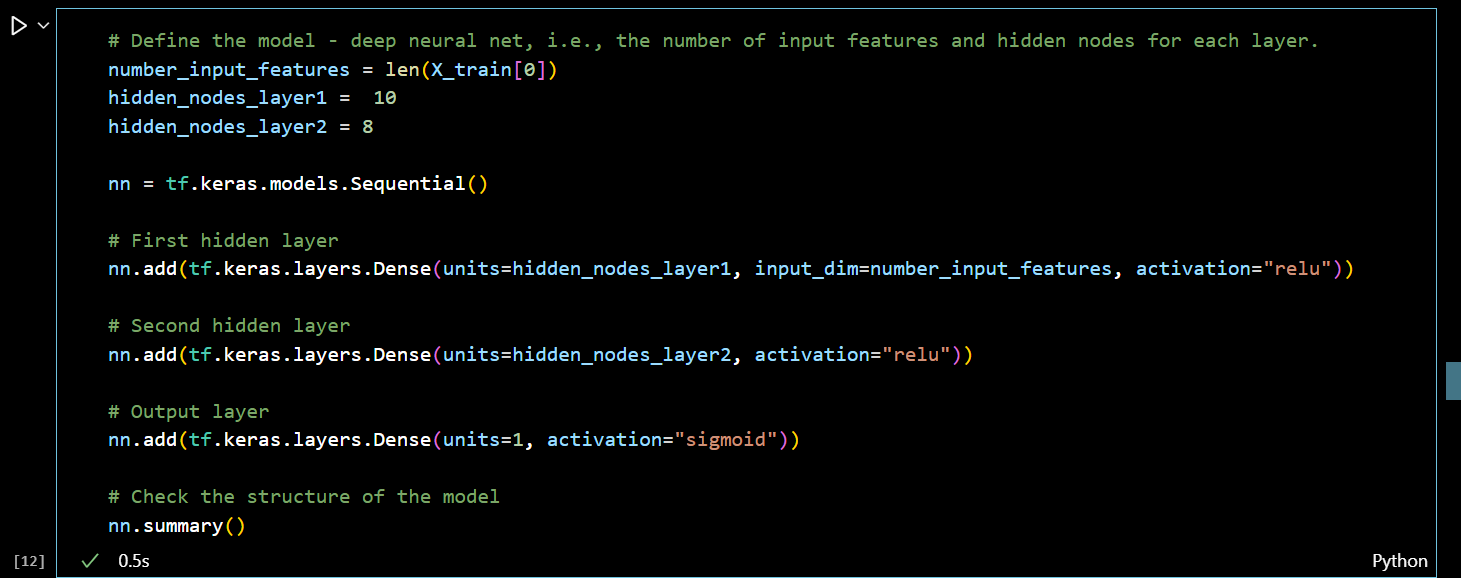 # Define the model - deep neural net, i.e., the number of input features and hidden nodes for each layer.
number_input_features = len(X_train[0])
hidden_nodes_layer1 =  10
hidden_nodes_layer2 = 8
nn = tf.keras.models.Sequential()
# First hidden layer
nn.add(tf.keras.layers.Dense(units=hidden_nodes_layer1, input_dim=number_input_features, activation="relu"))
# Second hidden layer
nn.add(tf.keras.layers.Dense(units=hidden_nodes_layer2, activation="relu"))
# Output layer
nn.add(tf.keras.layers.Dense(units=1, activation="sigmoid"))
# Check the structure of the model
nn.summary()
[12] ✓ 0.5s Python